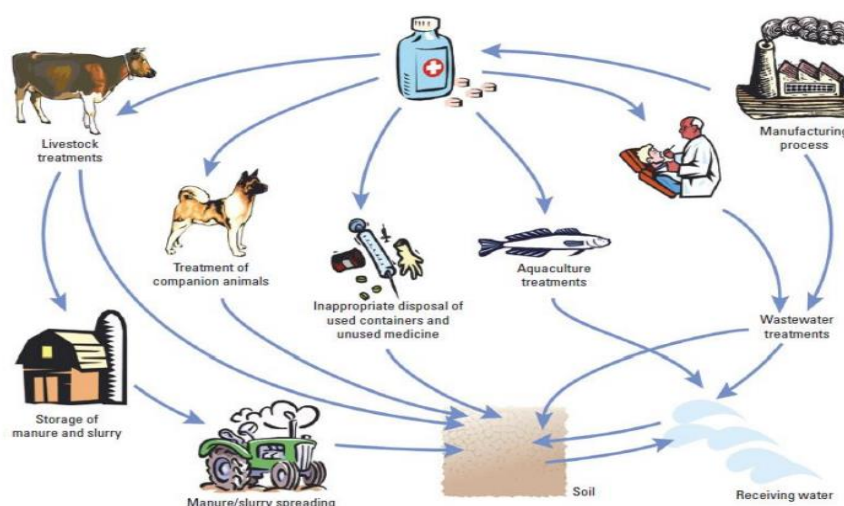 Livestock
treatments
Manufacturing
process
Treatment of
companion animals
Aquaculture
treatments
Inappropriate disposal of
used containers and
unused medicine
Wastewater
treatments
Storage of
manure and slurry
Manure/slurry spreading
Soil
Receiving water